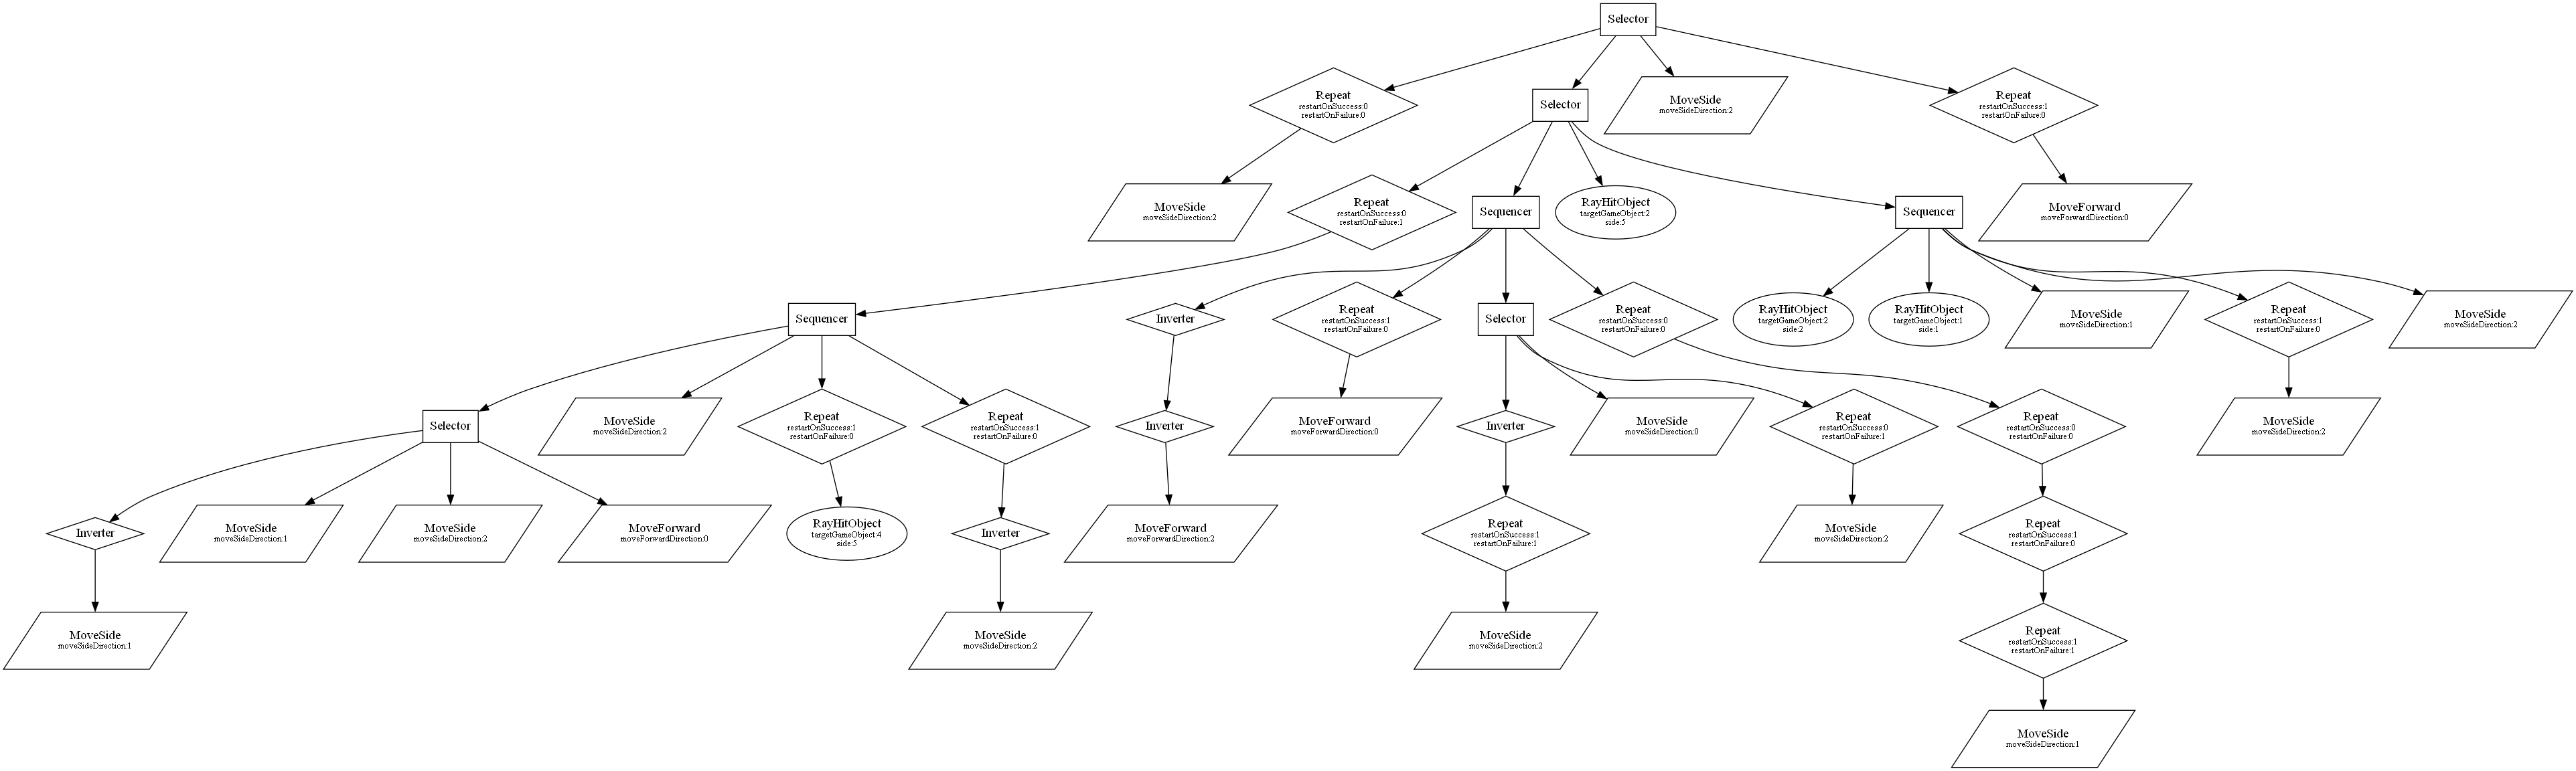 Selector
Repeat
restartOnSuccess:0
restartOnFailure:0
Selector
MoveSide
moveSideDirection:2
Repeat
restartOnSuccess:1
restartOnFailure:0
MoveSide
moveSideDirection:2
Repeat
restartOnSuccess:0
restartOnFailure:1
Sequencer
RayHitObject
targetGameObject:2
side:5
Sequencer
MoveForward
moveForwardDirection:0
Sequencer
Inverter
Repeat
restartOnSuccess:1
restartOnFailure:0
Selector
Repeat
restartOnSuccess:0
restartOnFailure:0
RayHitObject
targetGameObject:2
side:2
RayHitObject
targetGameObject:1
side:1
MoveSide
moveSideDirection:1
Repeat
restartOnSuccess:1
restartOnFailure:0
MoveSide
moveSideDirection:2
Selector
MoveSide
moveSideDirection:2
Repeat
restartOnSuccess:1
restartOnFailure:0
Repeat
restartOnSuccess:1
restartOnFailure:0
Inverter
MoveForward
moveForwardDirection:0
Inverter
MoveSide
moveSideDirection:0
Repeat
restartOnSuccess:0
restartOnFailure:1
Repeat
restartOnSuccess:0
restartOnFailure:0
MoveSide
moveSideDirection:2
Inverter
MoveSide
moveSideDirection:1
MoveSide
moveSideDirection:2
MoveForward
moveForwardDirection:0
RayHitObject
targetGameObject:4
side:5
Inverter
MoveForward
moveForwardDirection:2
Repeat
restartOnSuccess:1
restartOnFailure:1
MoveSide
moveSideDirection:2
Repeat
restartOnSuccess:1
restartOnFailure:0
MoveSide
moveSideDirection:1
MoveSide
moveSideDirection:2
MoveSide
moveSideDirection:2
Repeat
restartOnSuccess:1
restartOnFailure:1
MoveSide
moveSideDirection:1